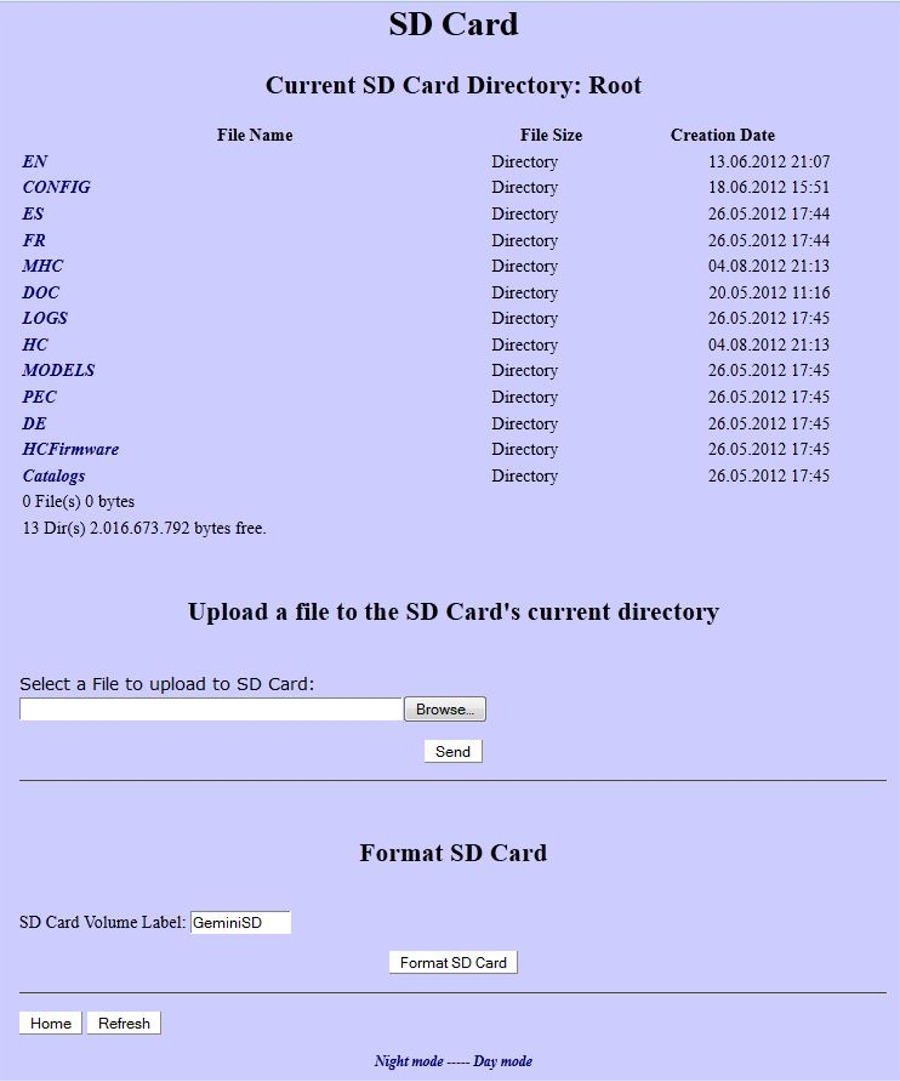 SD Card
Current SD Card Directory: Root
File Name File Size Creation Date
EN Directory 13.06.2012 21:07
CONFIG Directory 18.06.2012 15:51
ES Directory 26.05.2012 17:44
FR Directory 26.05.2012 17:44
MHC Directory 04.08.2012 21:13
DOC Directory 20.05.2012 11:16
LOGS Directory 26.05.2012 17:45
HC Directory 04.08.2012 21:13
MODELS Directory 26.05.2012 17:45
PEC Directory 26.05.2012 17:45
DE Directory 26.05.2012 17:45
HCFirmware Directory 26.05.2012 17:45
Catalogs Directory 26.05.2012 17:45
0 File(s) 0 bytes
13 Dir(s) 2.016.673.792 bytes free.
Upload a file to the SD Card's current directory
Select a File to upload to SD Card:
Browse...
Send
Format SD Card
SD Card Volume Label: GeminiSD
Format SD Card
Home Refresh
Night mode ----- Day mode